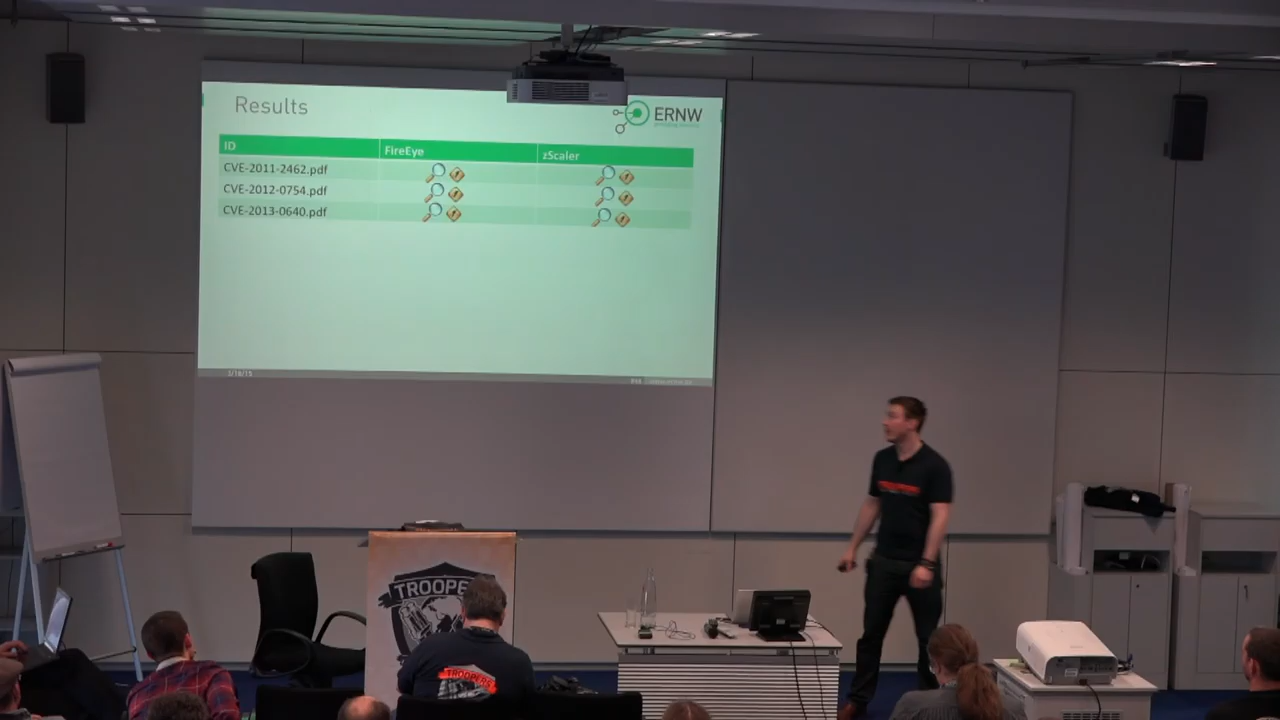 Results
ERNW
ID FireEye zScaler
CVE-2011-2462.pdf
CVE-2012-0754.pdf
CVE-2013-0640.pdf
TROOPERS